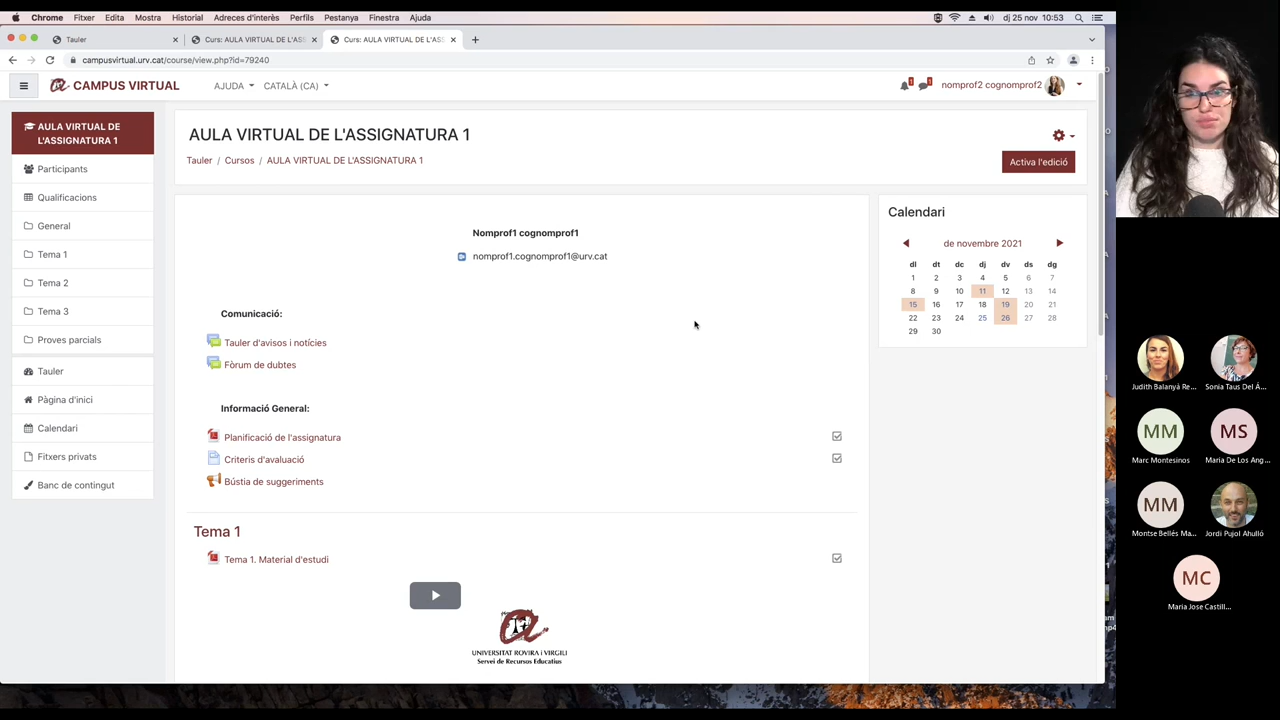 Chrome Fitxer Edita Mostra Historial Adreces d'interès Perfils Pestanya Finestra Ajuda dj 25 nov 10:53
Tauler Curs: AULA VIRTUAL DE L'ASS Curs: AULA VIRTUAL DE L'ASS
campusvirtual.urv.cat/course/view.php?id=79240
CAMPUS VIRTUAL AJUDA CATALÀ (CA) 1 1 nomprof2 cognomprof2
AULA VIRTUAL DE
L'ASSIGNATURA 1
Participants
Qualificacions
General
Tema 1
Tema 2
Tema 3
Proves parcials
Tauler
Pàgina d'inici
Calendari
Fitxers privats
Banc de contingut
AULA VIRTUAL DE L'ASSIGNATURA 1
Tauler / Cursos / AULA VIRTUAL DE L'ASSIGNATURA 1
Activa l'edició
Nomprof1 cognomprof1
nomprof1.cognomprof1@urv.cat
Comunicació:
Tauler d'avisos i notícies
Fòrum de dubtes
Informació General:
Planificació de l'assignatura
Criteris d'avaluació
Bústia de suggeriments
Tema 1
Tema 1. Material d'estudi
UNIVERSITAT ROVIRA i VIRGILI
Servei de Recursos Educatius
Calendari
de novembre 2021
dl dt dc dj dv ds dg
1 2 3 4 5 6 7
8 9 10 11 12 13 14
15 16 17 18 19 20 21
22 23 24 25 26 27 28
29 30
Judith Balanyà Re... Sonia Taus Del Á...
MM MS
Marc Montesinos Maria De Los Ang...
MM
Montse Bellés Ma... Jordi Pujol Ahulló
MC
Maria Jose Castill...